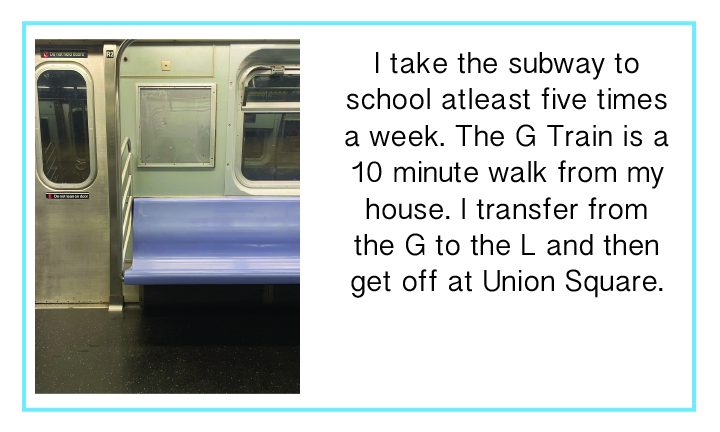 Do not hold doors
Do not lean on door
I take the subway to
school atleast five times
a week. The G Train is a
10 minute walk from my
house. I transfer from
the G to the L and then
get off at Union Square.